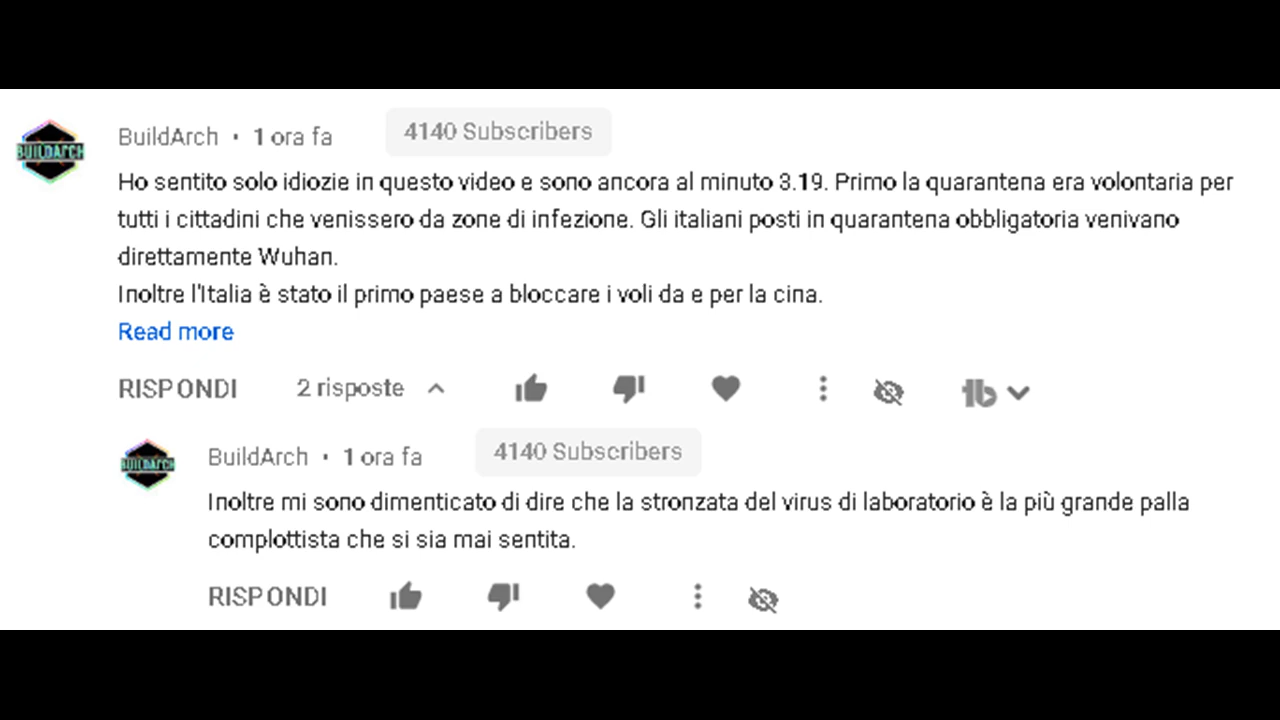 BUILDARCH
BuildArch • 1 ora fa 4140 Subscribers
Ho sentito solo idiozie in questo video e sono ancora al minuto 3.19. Primo la quarantena era volontaria per
tutti i cittadini che venissero da zone di infezione. Gli italiani posti in quarantena obbligatoria venivano
direttamente Wuhan.
Inoltre l'Italia è stato il primo paese a bloccare i voli da e per la cina.
Read more
RISPONDI 2 risposte
BUILDARCH
BuildArch • 1 ora fa 4140 Subscribers
Inoltre mi sono dimenticato di dire che la stronzata del virus di laboratorio è la più grande palla
complottista che si sia mai sentita.
RISPONDI